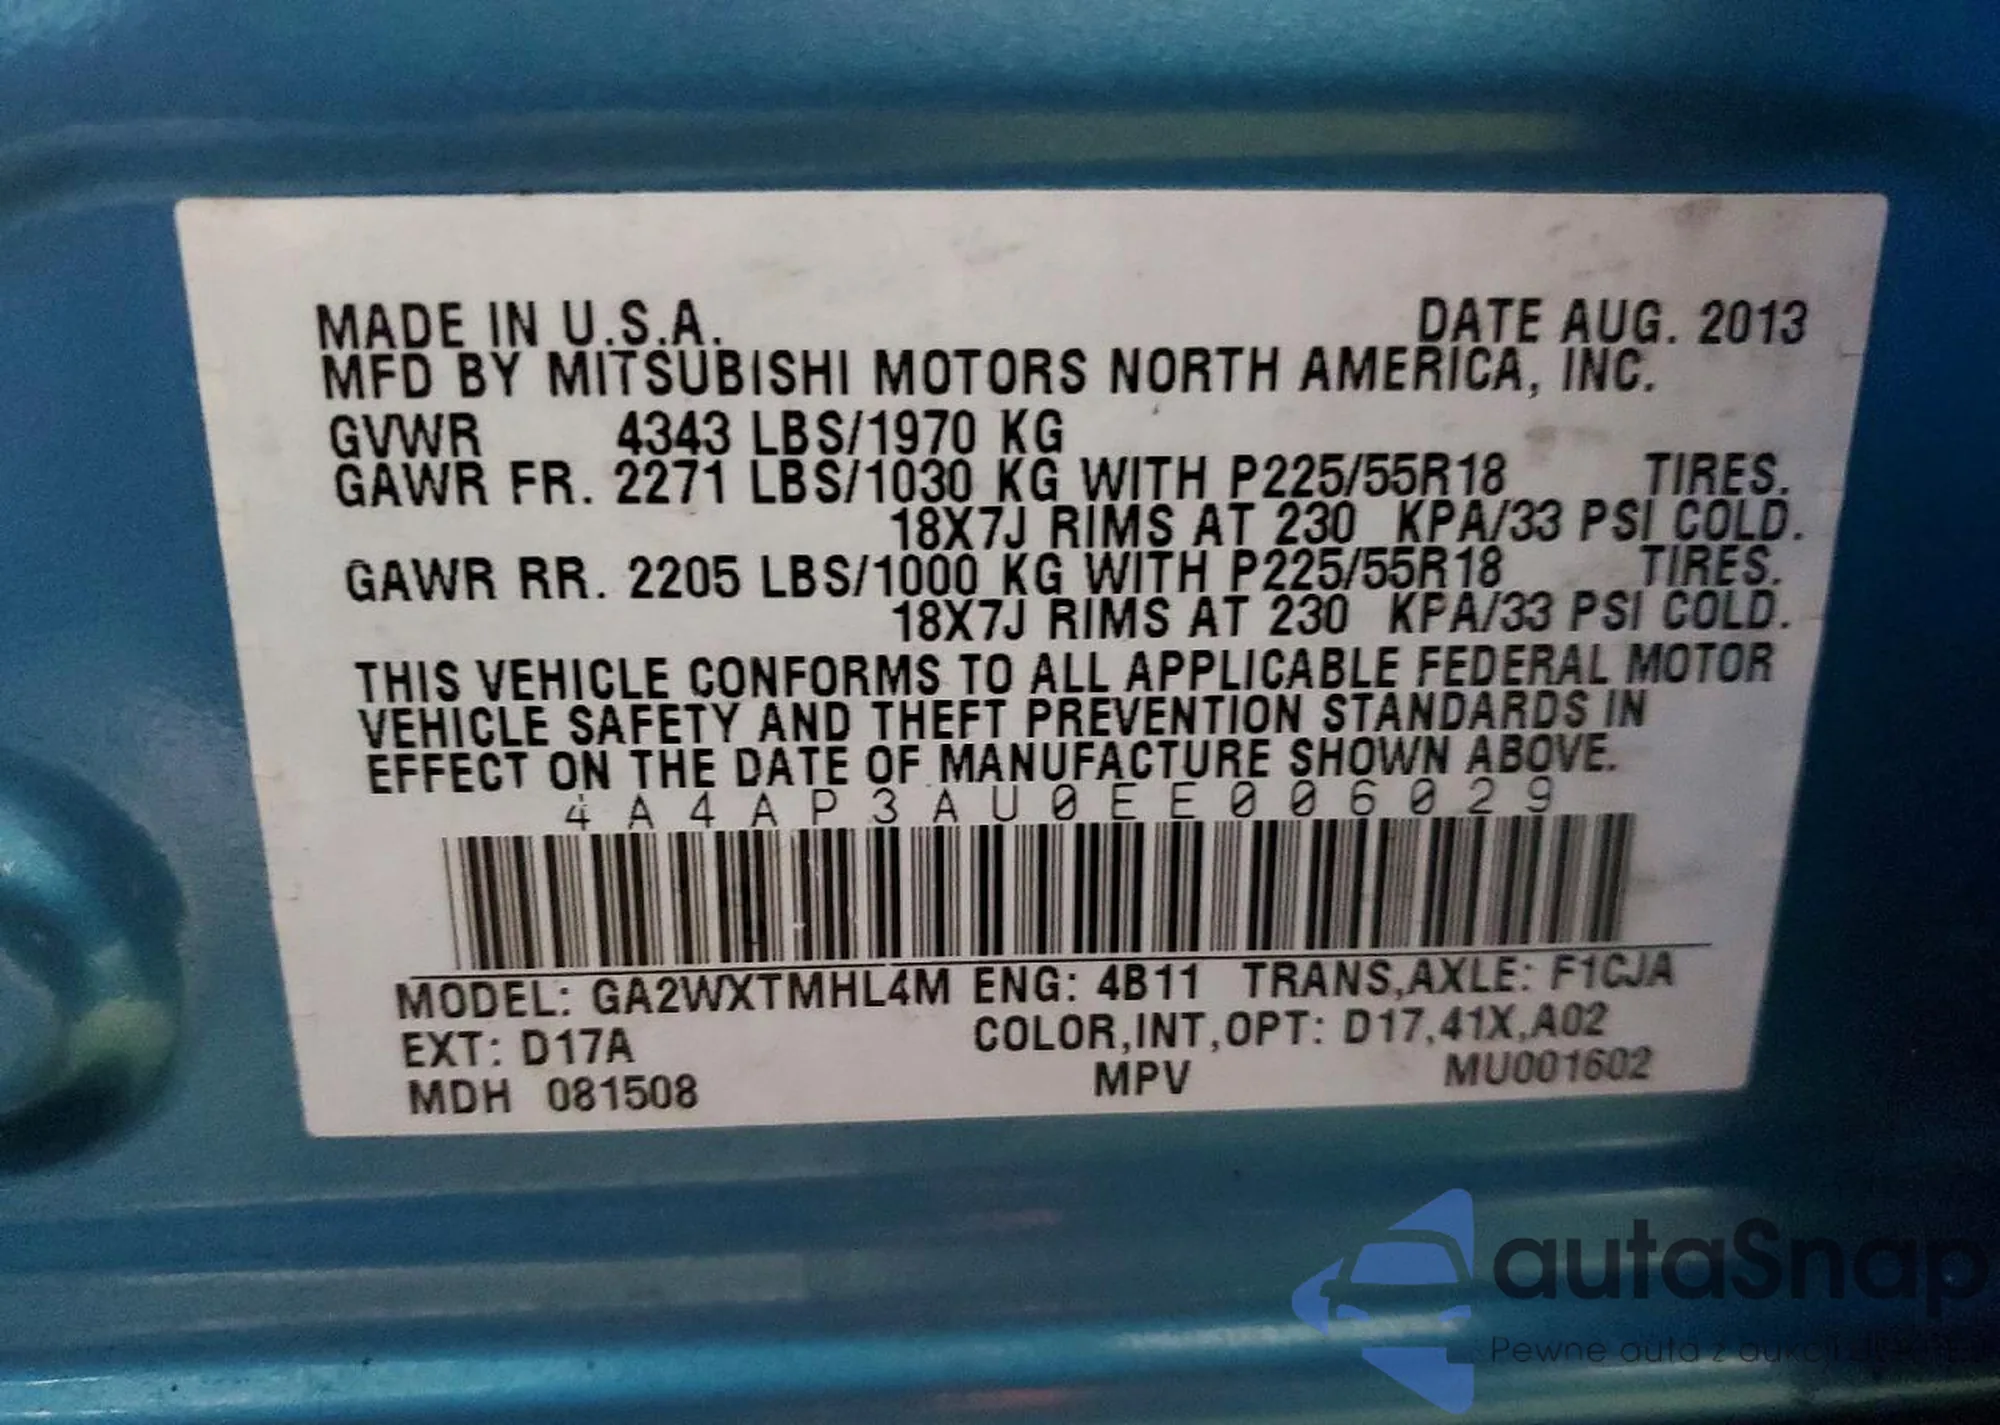 MADE IN U.S.A. DATE AUG. 2013
MFD BY MITSUBISHI MOTORS NORTH AMERICA, INC.
GVWR 4343 LBS/1970 KG
GAWR FR. 2271 LBS/1030 KG WITH P225/55R18 TIRES.
18X7J RIMS AT 230 KPA/33 PSI COLD.
GAWR RR. 2205 LBS/1000 KG WITH P225/55R18 TIRES.
18X7J RIMS AT 230 KPA/33 PSI COLD.
THIS VEHICLE CONFORMS TO ALL APPLICABLE FEDERAL MOTOR
VEHICLE SAFETY AND THEFT PREVENTION STANDARDS IN
EFFECT ON THE DATE OF MANUFACTURE SHOWN ABOVE.
4A4AP3AU0EE006029
MODEL: GA2WXTMHL4M ENG: 4B11 TRANS,AXLE: F1CJA
EXT: D17A COLOR,INT,OPT: D17,41X,A02
MDH 081508 MPV MU001602
autaSnap
Pewne auta z aukcji